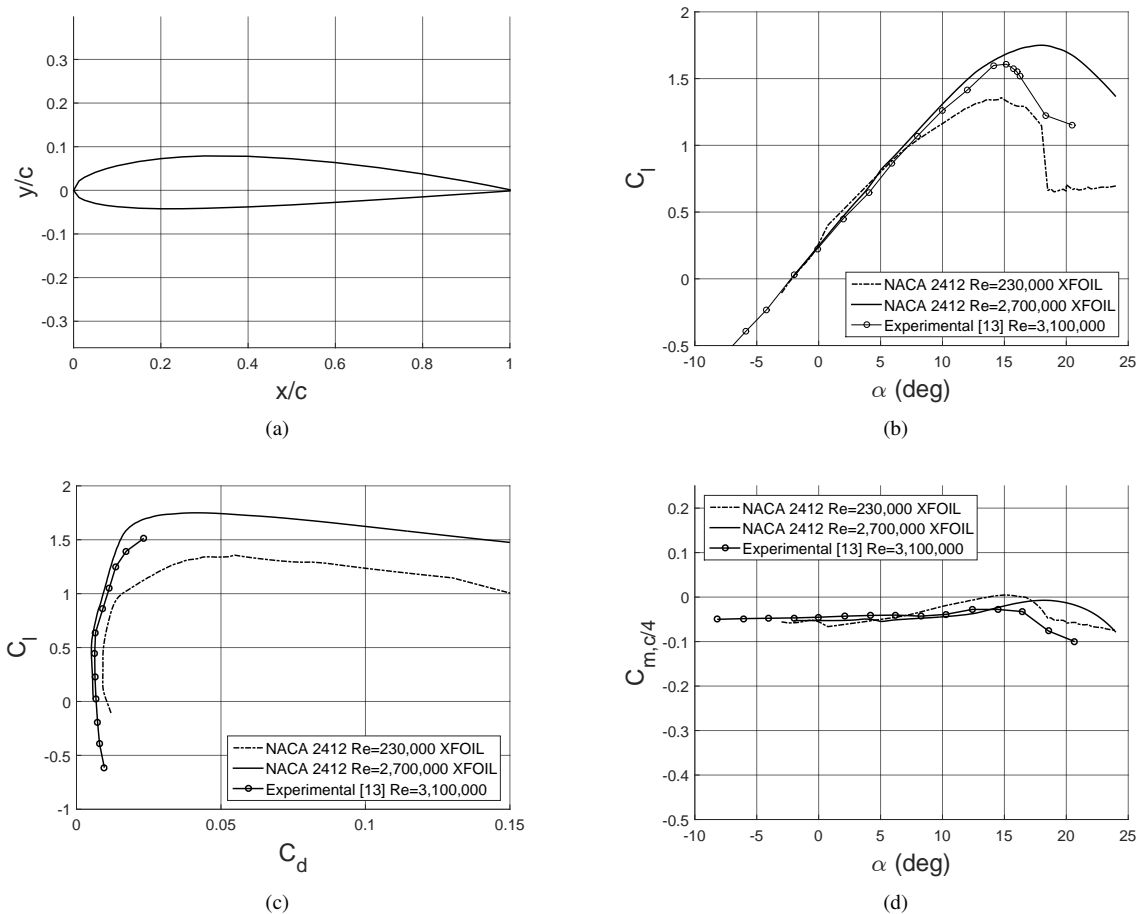 0.3
0.2
0.1
0
-0.1
-0.2
-0.3
y/c
0 0.2 0.4 0.6 0.8 1
x/c
(a)
2
1.5
1
0.5
0
-0.5
C_l
NACA 2412 Re=230,000 XFOIL
NACA 2412 Re=2,700,000 XFOIL
Experimental [13] Re=3,100,000
-10 -5 0 5 10 15 20 25
α (deg)
(b)
2
1.5
1
0.5
0
-0.5
-1
C_l
NACA 2412 Re=230,000 XFOIL
NACA 2412 Re=2,700,000 XFOIL
Experimental [13] Re=3,100,000
0 0.05 0.1 0.15
C_d
(c)
NACA 2412 Re=230,000 XFOIL
NACA 2412 Re=2,700,000 XFOIL
Experimental [13] Re=3,100,000
0.2
0.1
0
-0.1
-0.2
-0.3
-0.4
-0.5
C_m,c/4
-10 -5 0 5 10 15 20 25
α (deg)
(d)